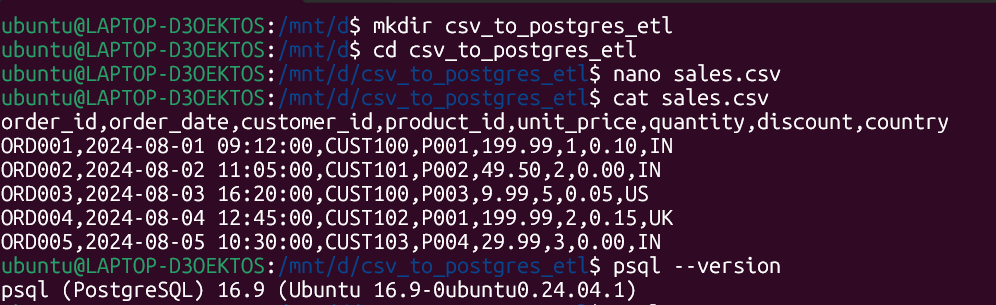 ubuntu@LAPTOP-D3OEKTOS:/mnt/d$ mkdir csv_to_postgres_etl
ubuntu@LAPTOP-D3OEKTOS:/mnt/d$ cd csv_to_postgres_etl
ubuntu@LAPTOP-D3OEKTOS:/mnt/d/csv_to_postgres_etl$ nano sales.csv
ubuntu@LAPTOP-D3OEKTOS:/mnt/d/csv_to_postgres_etl$ cat sales.csv
order_id,order_date,customer_id,product_id,unit_price,quantity,discount,country
ORD001,2024-08-01 09:12:00,CUST100,P001,199.99,1,0.10,IN
ORD002,2024-08-02 11:05:00,CUST101,P002,49.50,2,0.00,IN
ORD003,2024-08-03 16:20:00,CUST100,P003,9.99,5,0.05,US
ORD004,2024-08-04 12:45:00,CUST102,P001,199.99,2,0.15,UK
ORD005,2024-08-05 10:30:00,CUST103,P004,29.99,3,0.00,IN
ubuntu@LAPTOP-D3OEKTOS:/mnt/d/csv_to_postgres_etl$ psql --version
psql (PostgreSQL) 16.9 (Ubuntu 16.9-0ubuntu0.24.04.1)